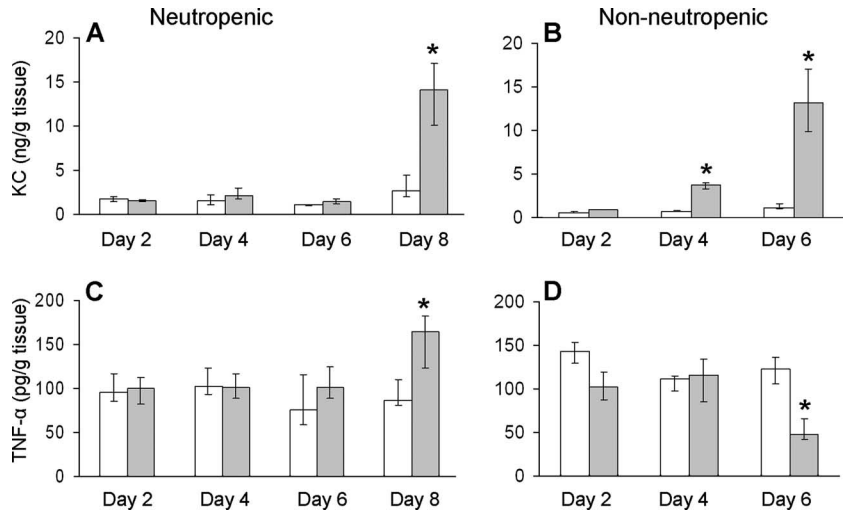 Neutropenic
Non-neutropenic
A
B
KC (ng/g tissue)
20
15
10
5
0
*
Day 2 Day 4 Day 6 Day 8
20
15
10
5
0
*
*
Day 2 Day 4 Day 6
C
D
TNF-α (pg/g tissue)
200
150
100
50
0
*
Day 2 Day 4 Day 6 Day 8
200
150
100
50
0
*
Day 2 Day 4 Day 6